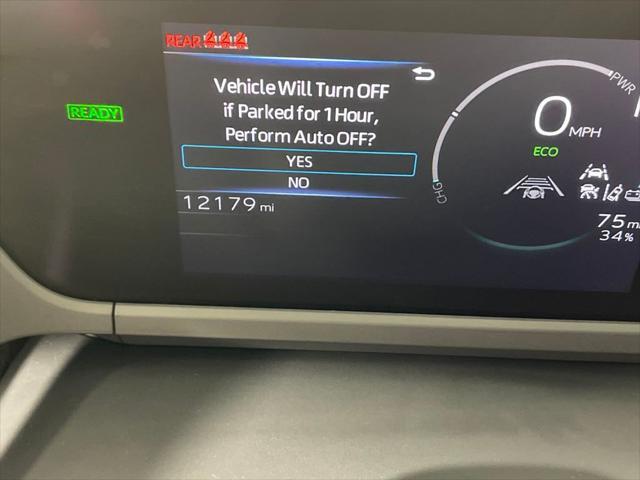 REAR
Vehicle Will Turn OFF
if Parked for 1 Hour,
Perform Auto OFF?
YES
NO
12179 mi
READY
PWR
0 MPH
ECO
CHG
75 mi
34 %